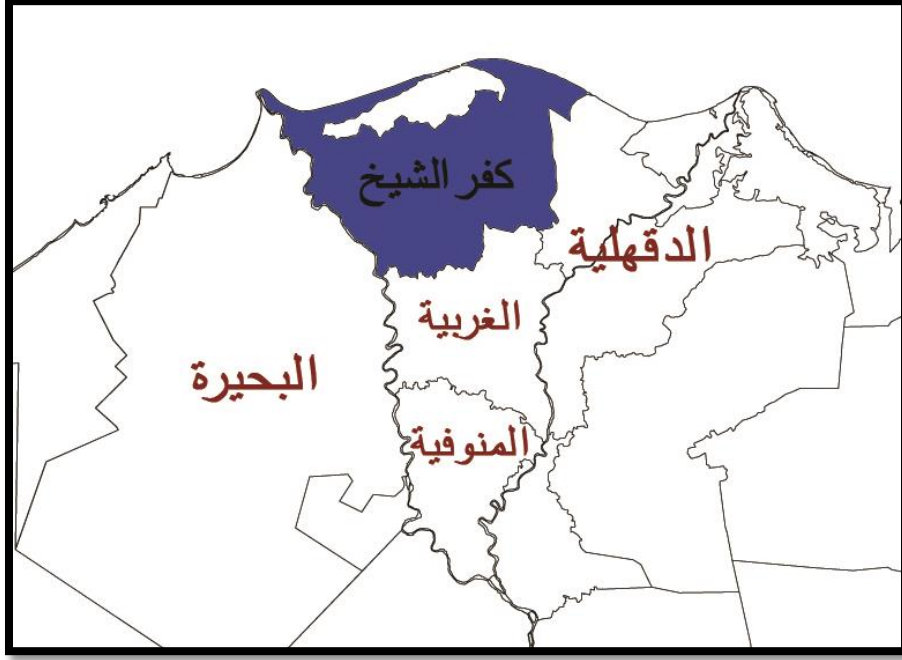 كفر الشيخ
الدقهلية
الغربية
البحيرة
المنوفية